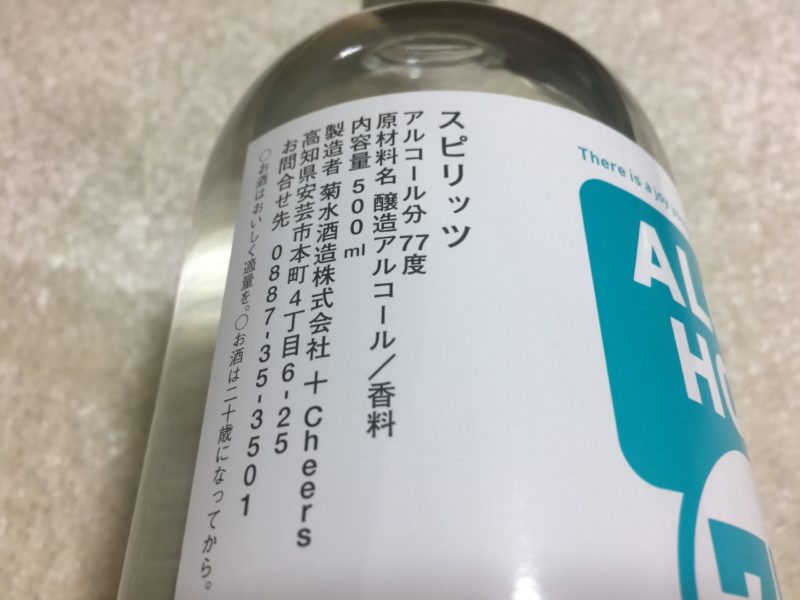 スピリッツ
アルコール分 77度
原材料名 醸造アルコール／香料
内容量 500 ml
製造者 菊水酒造株式会社 + Cheers
高知県安芸市本町4丁目6-25
お問合せ先 0887-35-3501
○お酒はおいしく適量を。○お酒は二十歳になってから。
There is a joy
AL
HO